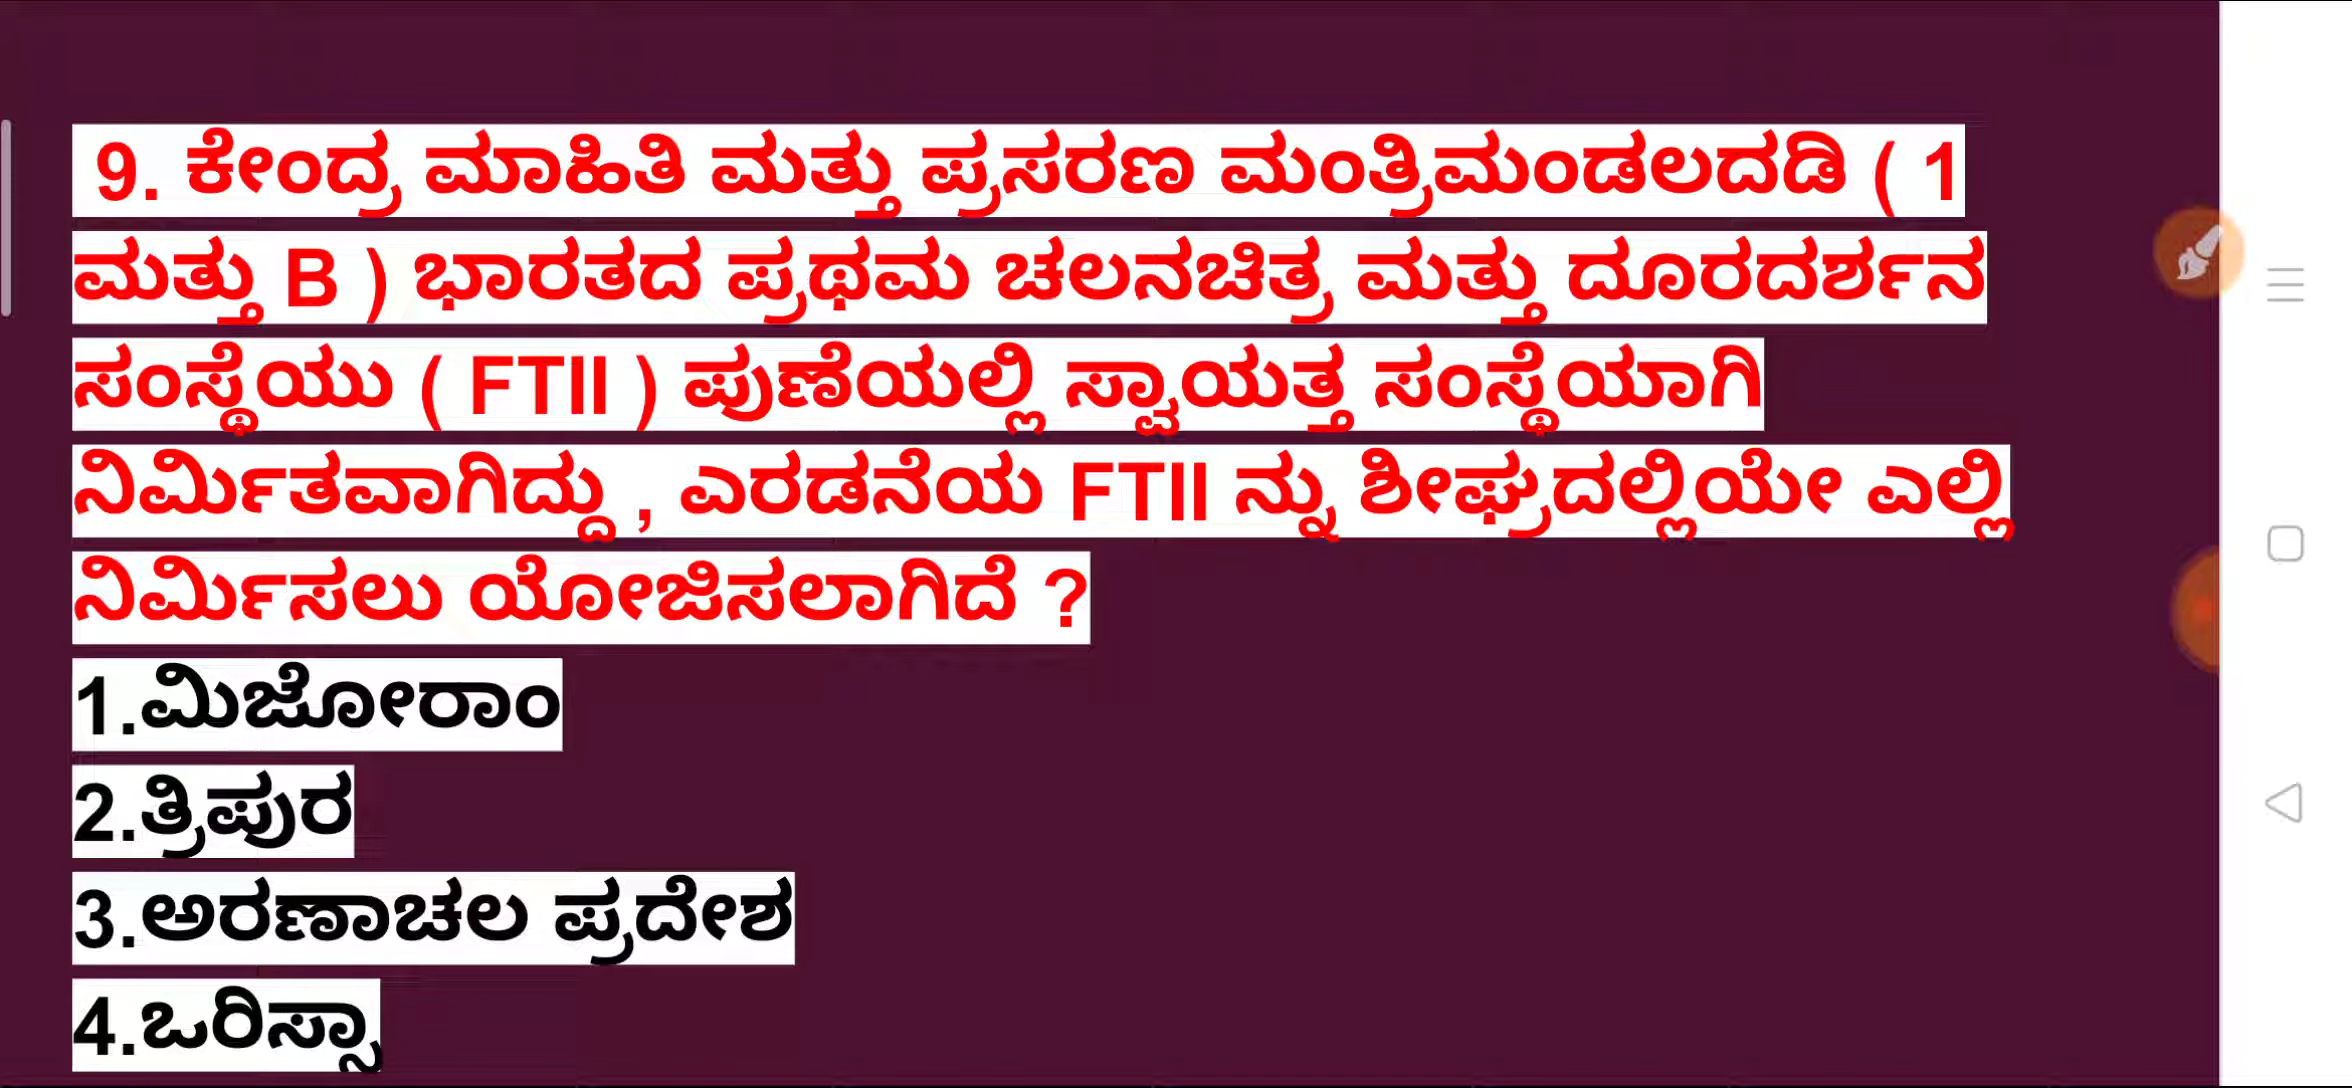 9. ಕೇಂದ್ರ ಮಾಹಿತಿ ಮತ್ತು ಪ್ರಸರಣ ಮಂತ್ರಿಮಂಡಲದಡಿ ( 1
ಮತ್ತು B ) ಭಾರತದ ಪ್ರಥಮ ಚಲನಚಿತ್ರ ಮತ್ತು ದೂರದರ್ಶನ
ಸಂಸ್ಥೆಯು ( FTII ) ಪುಣೆಯಲ್ಲಿ ಸ್ವಾಯತ್ತ ಸಂಸ್ಥೆಯಾಗಿ
ನಿರ್ಮಿತವಾಗಿದ್ದು , ಎರಡನೆಯ FTII ನ್ನು ಶೀಘ್ರದಲ್ಲಿಯೇ ಎಲ್ಲಿ
ನಿರ್ಮಿಸಲು ಯೋಜಿಸಲಾಗಿದೆ ?
1.ಮಿಜೋರಾಂ
2.ತ್ರಿಪುರ
3.ಅರಣಾಚಲ ಪ್ರದೇಶ
4.ಒರಿಸ್ಸಾ